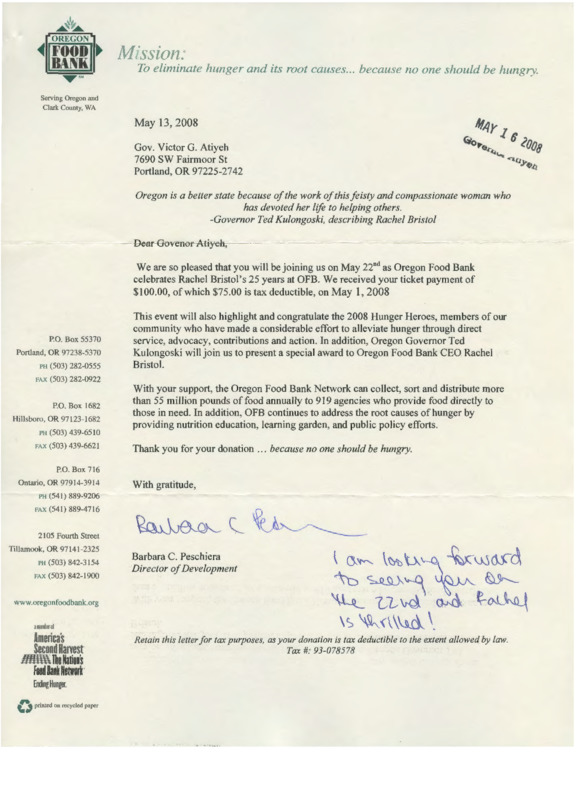 OREGON
FOOD
BANK
Mission:
To eliminate hunger and its root causes... because no one should be hungry.
Serving Oregon and
Clark County, WA
May 13, 2008
MAY 16 2008
Gov. Victor G. Atiyeh
7690 SW Fairmoor St
Portland, OR 97225-2742
Oregon is a better state because of the work of this feisty and compassionate woman who
has devoted her life to helping others.
-Governor Ted Kulongoski, describing Rachel Bristol
Dear Govenor Atiyeh,
We are so pleased that you will be joining us on May 22nd as Oregon Food Bank
celebrates Rachel Bristol's 25 years at OFB. We received your ticket payment of
$100.00, of which $75.00 is tax deductible, on May 1, 2008
This event will also highlight and congratulate the 2008 Hunger Heroes, members of our
community who have made a considerable effort to alleviate hunger through direct
service, advocacy, contributions and action. In addition, Oregon Governor Ted
Kulongoski will join us to present a special award to Oregon Food Bank CEO Rachel
Bristol.
With your support, the Oregon Food Bank Network can collect, sort and distribute more
than 55 million pounds of food annually to 919 agencies who provide food directly to
those in need. In addition, OFB continues to address the root causes of hunger by
providing nutrition education, learning garden, and public policy efforts.
Thank you for your donation ... because no one should be hungry.
With gratitude,
Barbara C
Barbara C. Peschiera
Director of Development
I am looking forward
to seeing you on
the 22nd and Rachel
is thrilled!
Retain this letter for tax purposes, as your donation is tax deductible to the extent allowed by law.
Tax #: 93-078578
P.O. Box 55370
Portland, OR 97238-5370
PH (503) 282-0555
FAX (503) 282-0922
P.O. Box 1682
Hillsboro, OR 97123-1682
PH (503) 439-6510
FAX (503) 439-6621
P.O. Box 716
Ontario, OR 97914-3914
PH (541) 889-9206
FAX (541) 889-4716
2105 Fourth Street
Tillamook, OR 97141-2325
PH (503) 842-3154
FAX (503) 842-1900
www.oregonfoodbank.org
a member of
America's
Second Harvest
The Nation's
Food Bank Network
Ending Hunger.
printed on recycled paper